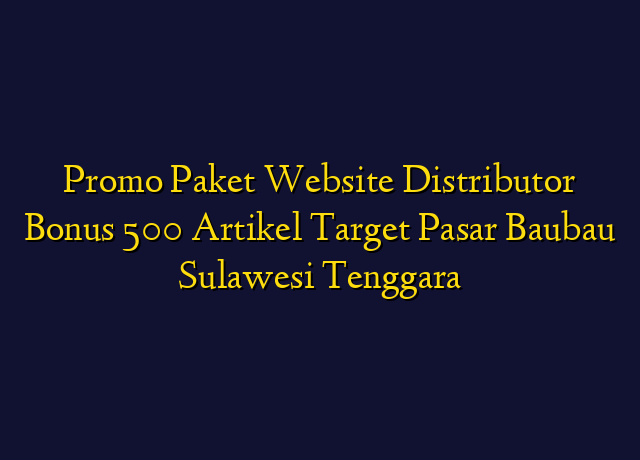 Promo Paket Website Distributor
Bonus 500 Artikel Target Pasar Baubau
Sulawesi Tenggara